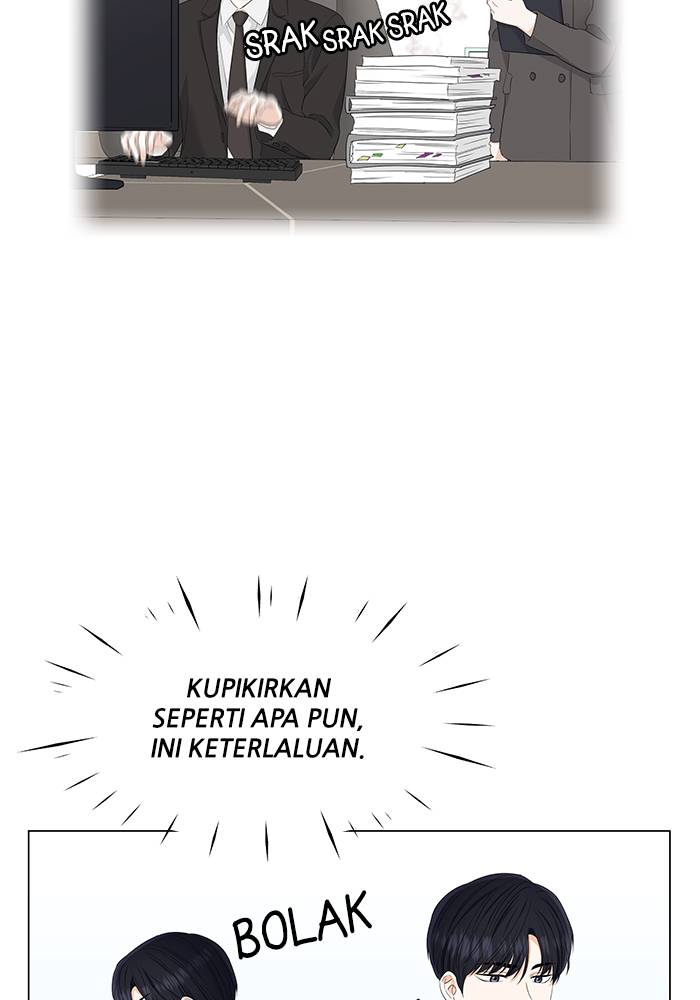 SRAK SRAK SRAK
KUPIKIRKAN
SEPERTI APA PUN,
INI KETERLALUAN.
BOLAK